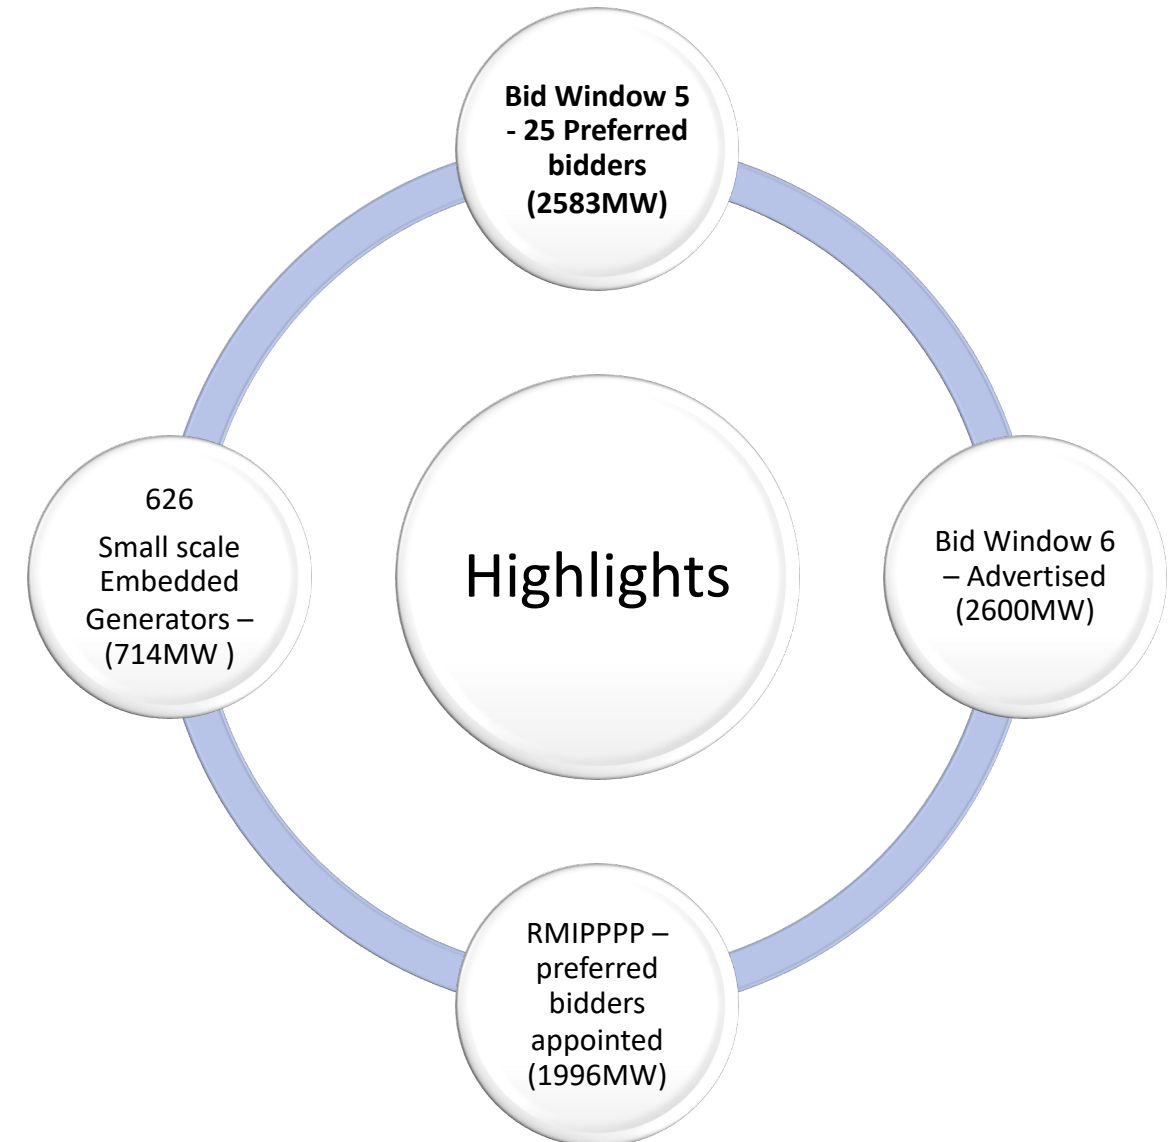 Bid Window 5
- 25 Preferred
bidders
(2583MW)
626
Small scale
Embedded
Generators –
(714MW )
Highlights
Bid Window 6
– Advertised
(2600MW)
RMIPPPP –
preferred
bidders
appointed
(1996MW)